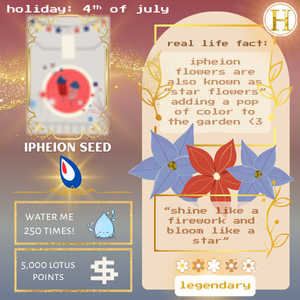 holiday: 4th of july
H
real life fact:
ipheion
flowers are
also known as
"star flowers"
adding a pop
of color to
the garden <3
IPHEION SEED
WATER ME
250 TIMES!
"shine like a
firework and
bloom like a
star"
5,000 LOTUS
POINTS
legendary